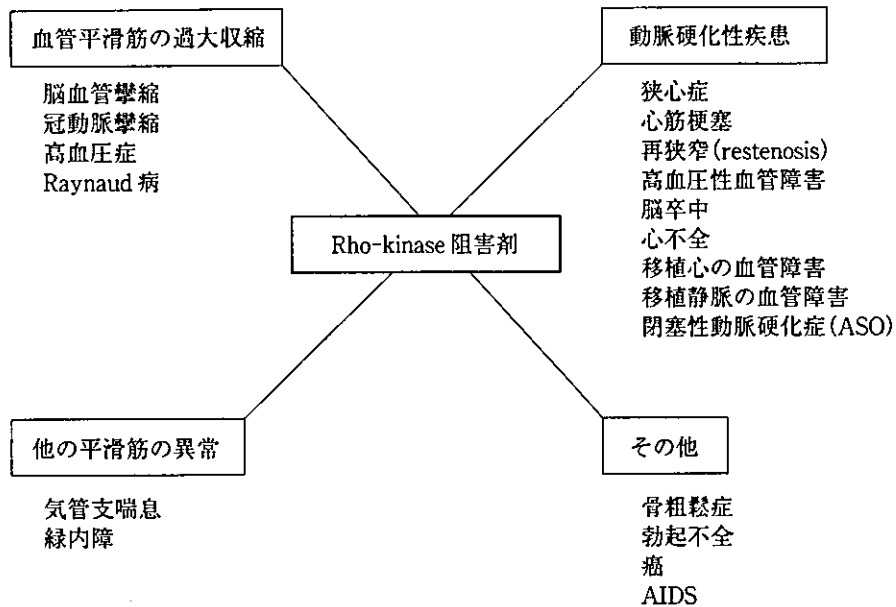 血管平滑筋の過大収縮
脳血管攣縮
冠動脈攣縮
高血圧症
Raynaud 病
動脈硬化性疾患
狭心症
心筋梗塞
再狭窄(restenosis)
高血圧性血管障害
脳卒中
心不全
移植心の血管障害
移植静脈の血管障害
閉塞性動脈硬化症(ASO)
Rho-kinase 阻害剤
他の平滑筋の異常
気管支喘息
緑内障
その他
骨粗鬆症
勃起不全
癌
AIDS